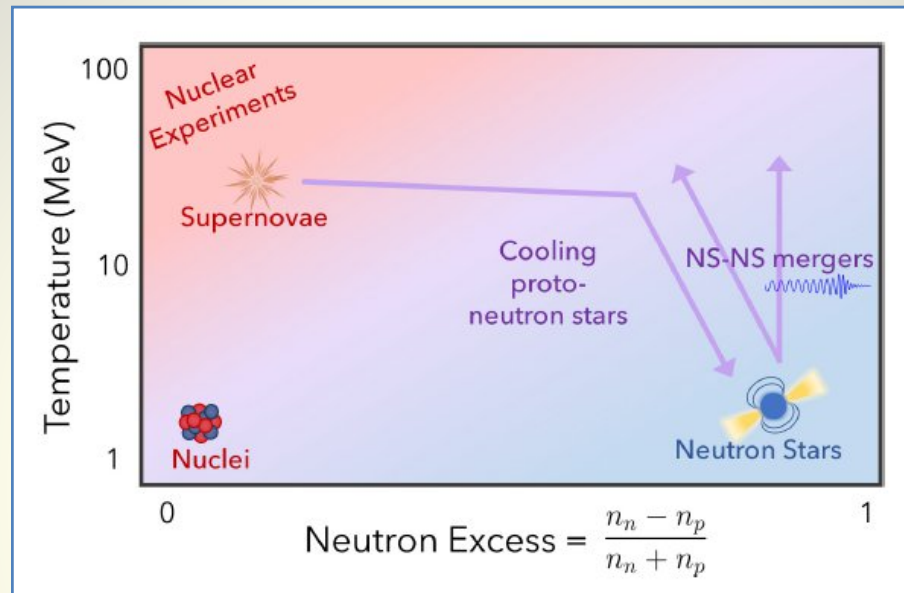 Temperature (MeV)
100
10
1
Nuclear
Experiments
Supernovae
Cooling
proto-
neutron stars
NS-NS mergers
Nuclei
Neutron Stars
0
1
Neutron Excess = \frac{n_n - n_p}{n_n + n_p}